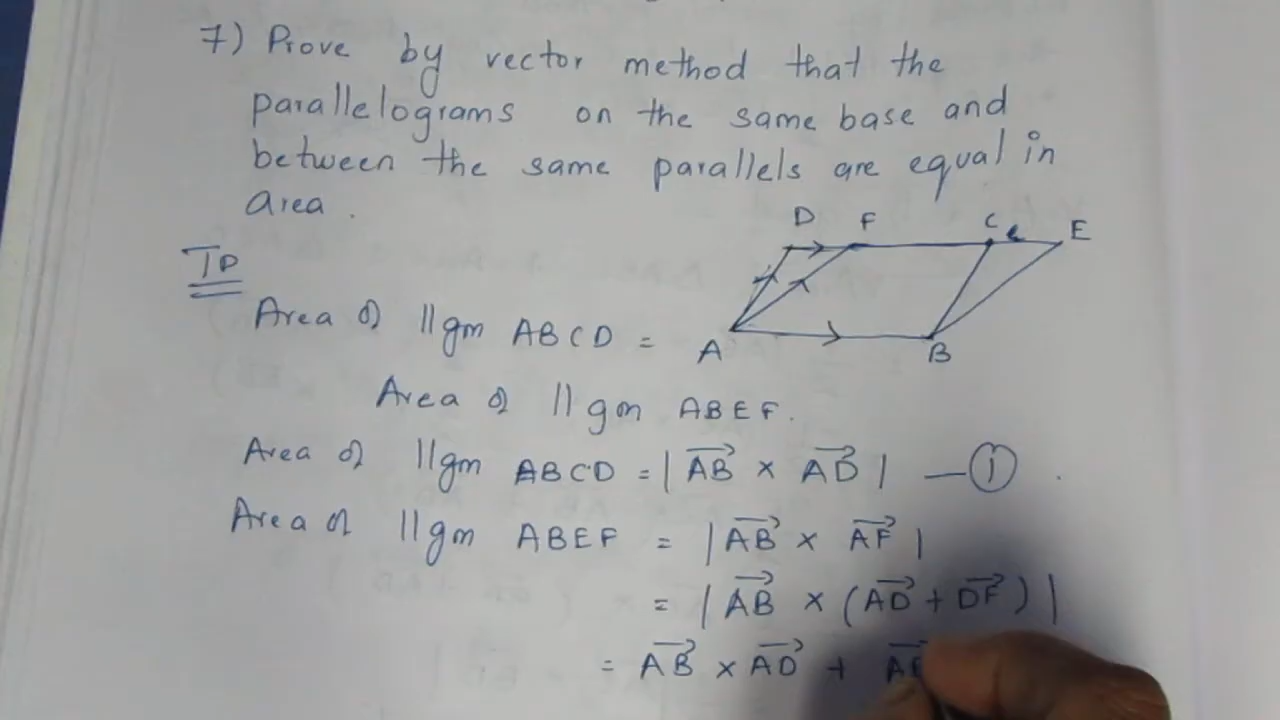 7) Prove by vector method that the
parallelograms on the same base and
between the same parallels are equal in
area.
D F C E
TP
Area of ||gm ABCD =
A B
Area of ||gm ABEF.
Area of ||gm ABCD = |AB⃗ × AD⃗| — ①
Area of ||gm ABEF = |AB⃗ × AF⃗|
= |AB⃗ × (AD⃗ + DF⃗)|
= AB⃗ × AD⃗ +